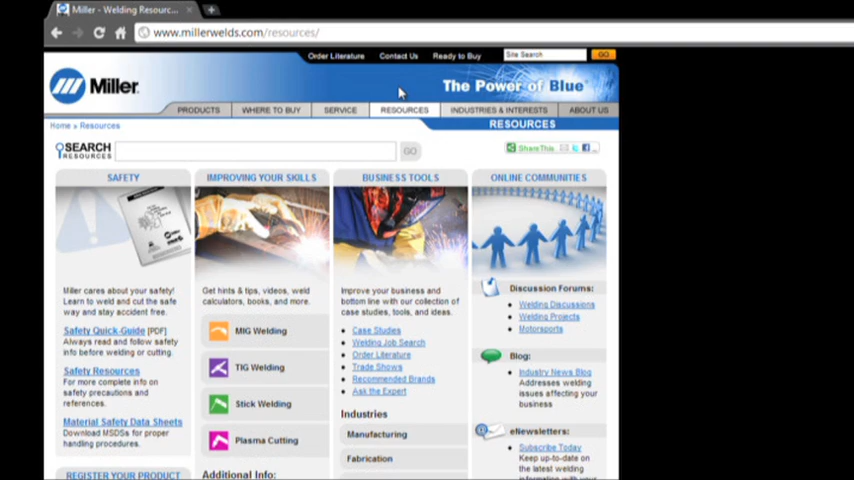 Miller - Welding Resourc...
www.millerwelds.com/resources/
Order Literature
Contact Us
Ready to Buy
Site Search
GO
Miller
The Power of Blue
PRODUCTS
WHERE TO BUY
SERVICE
RESOURCES
INDUSTRIES & INTERESTS
ABOUT US
Home » Resources
RESOURCES
SEARCH
RESOURCES
GO
ShareThis
SAFETY
Miller cares about your safety!
Learn to weld and cut the safe
way and stay accident free.
Safety Quick-Guide [PDF]
Always read and follow safety
info before welding or cutting.
Safety Resources
For more complete info on
safety precautions and
references.
Material Safety Data Sheets
Download MSDSs for proper
handling procedures.
REGISTER YOUR PRODUCT
IMPROVING YOUR SKILLS
Get hints & tips, videos, weld
calculators, books, and more.
MIG Welding
TIG Welding
Stick Welding
Plasma Cutting
Additional Info:
BUSINESS TOOLS
Improve your business and
bottom line with our collection of
case studies, tools, and ideas.
Case Studies
Welding Job Search
Order Literature
Trade Shows
Recommended Brands
Ask the Expert
Industries
Manufacturing
Fabrication
ONLINE COMMUNITIES
Discussion Forums:
Welding Discussions
Welding Projects
Motorsports
Blog:
Industry News Blog
Addresses welding
issues affecting your
business
eNewsletters:
Subscribe Today
Keep up-to-date on
the latest welding